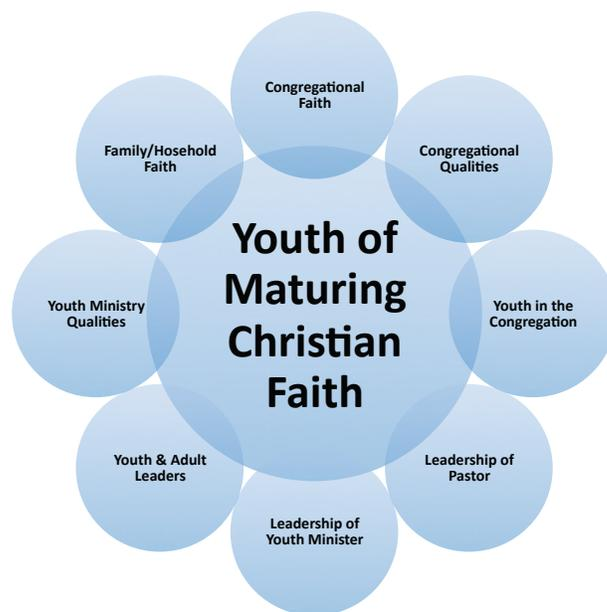 Congregational
Faith
Congregational
Qualities
Youth in the
Congregation
Leadership of
Pastor
Leadership of
Youth Minister
Youth & Adult
Leaders
Youth Ministry
Qualities
Family/Hosehold
Faith
Youth of
Maturing
Christian
Faith